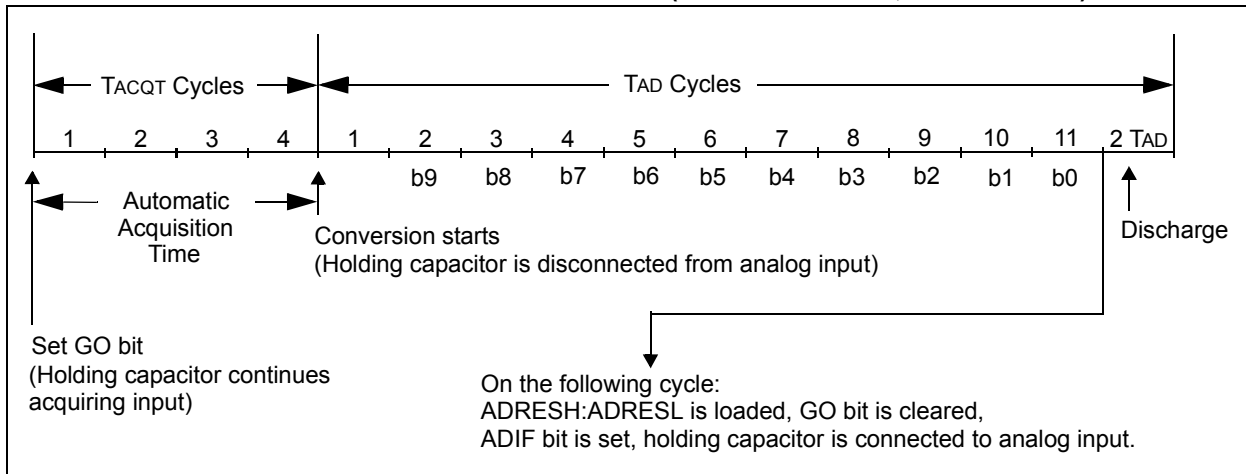 TACQT Cycles
TAD Cycles
1 2 3 4 1 2 3 4 5 6 7 8 9 10 11 2 TAD
b9 b8 b7 b6 b5 b4 b3 b2 b1 b0
Automatic
Acquisition
Time
Conversion starts
(Holding capacitor is disconnected from analog input)
Discharge
Set GO bit
(Holding capacitor continues
acquiring input)
On the following cycle:
ADRESH:ADRESL is loaded, GO bit is cleared,
ADIF bit is set, holding capacitor is connected to analog input.